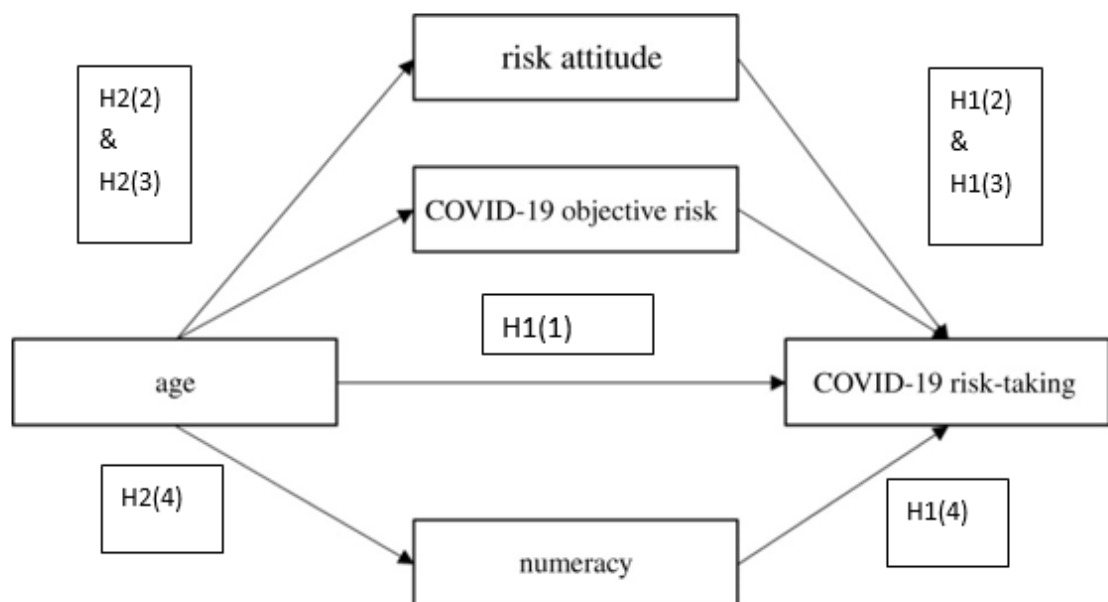 risk attitude
H2(2)
&
H2(3)
H1(2)
&
H1(3)
COVID-19 objective risk
H1(1)
age
COVID-19 risk-taking
H2(4)
H1(4)
numeracy